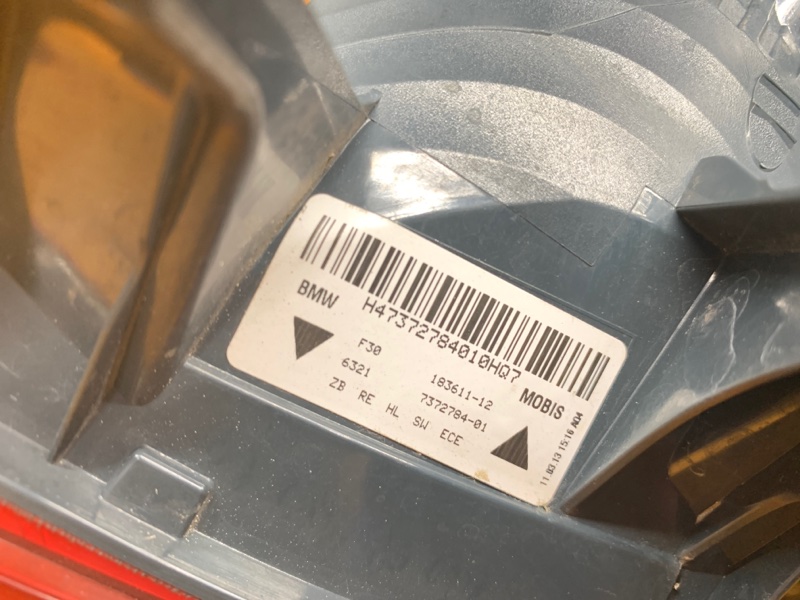 H47372784010HQ7
BMW
MOBIS
F30 183611-12
6321 7372784-01
ZB RE HL SW ECE
11.03.13 15:16 A04